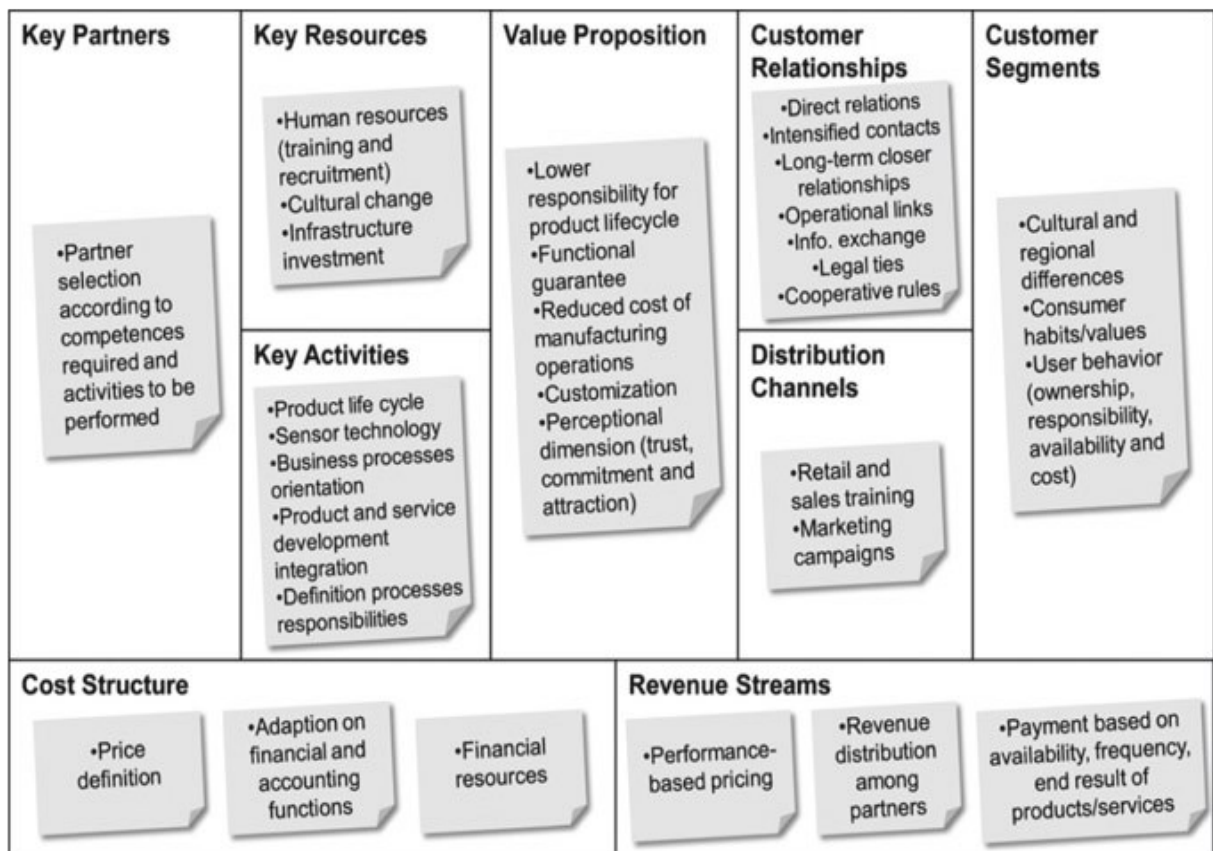 Key Partners
•Partner
selection
according to
competences
required and
activities to be
performed
Key Resources
•Human resources
(training and
recruitment)
•Cultural change
•Infrastructure
investment
Key Activities
•Product life cycle
•Sensor technology
•Business processes
orientation
•Product and service
development
integration
•Definition processes
responsibilities
Value Proposition
•Lower
responsibility for
product lifecycle
•Functional
guarantee
•Reduced cost of
manufacturing
operations
•Customization
•Perceptional
dimension (trust,
commitment and
attraction)
Customer
Relationships
•Direct relations
•Intensified contacts
•Long-term closer
relationships
•Operational links
•Info. exchange
•Legal ties
•Cooperative rules
Distribution
Channels
•Retail and
sales training
•Marketing
campaigns
Customer
Segments
•Cultural and
regional
differences
•Consumer
habits/values
•User behavior
(ownership,
responsibility,
availability and
cost)
Cost Structure
•Price
definition
•Adaption on
financial and
accounting
functions
•Financial
resources
Revenue Streams
•Performance-
based pricing
•Revenue
distribution
among
partners
•Payment based on
availability, frequency,
end result of
products/services